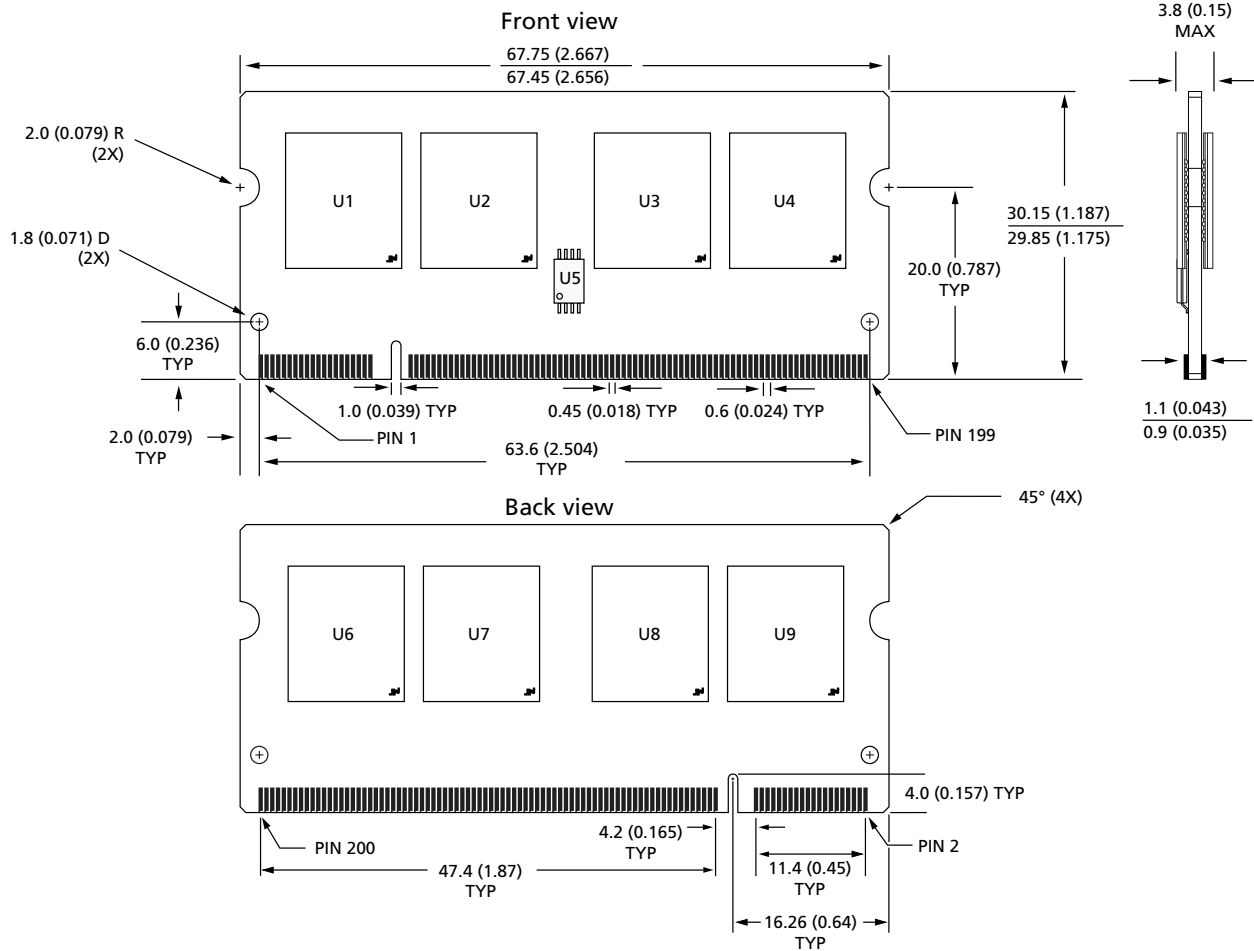 Front view
3.8 (0.15)
MAX
67.75 (2.667)
67.45 (2.656)
2.0 (0.079) R
(2X)
U1
U2
U3
U4
30.15 (1.187)
29.85 (1.175)
1.8 (0.071) D
(2X)
U5
20.0 (0.787)
TYP
6.0 (0.236)
TYP
1.0 (0.039) TYP
0.45 (0.018) TYP
0.6 (0.024) TYP
2.0 (0.079)
TYP
PIN 1
PIN 199
63.6 (2.504)
TYP
1.1 (0.043)
0.9 (0.035)
Back view
45° (4X)
U6
U7
U8
U9
4.0 (0.157) TYP
PIN 200
4.2 (0.165)
TYP
PIN 2
47.4 (1.87)
TYP
11.4 (0.45)
TYP
16.26 (0.64)
TYP